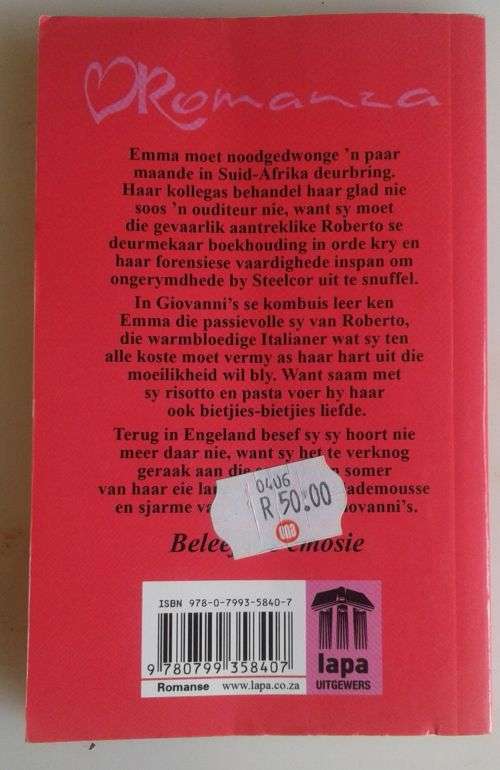 Romanza
Emma moet noodgedwonge 'n paar
maande in Suid-Afrika deurbring.
Haar kollegas behandel haar glad nie
soos 'n ouditeur nie, want sy moet
die gevaarlik aantreklike Roberto se
deurmekaar boekhouding in orde kry en
haar forensiese vaardighede inspan om
ongerymdhede by Steelcor uit te snuffel.
In Giovanni's se kombuis leer ken
Emma die passievolle sy van Roberto,
die warmbloedige Italianer wat sy ten
alle koste moet vermy as haar hart uit die
moeilikheid wil bly. Want saam met
sy risotto en pasta voer hy haar
ook bietjies-bietjies liefde.
Terug in Engeland besef sy sy hoort nie
meer daar nie, want sy het te verknog
geraak aan die somer
van haar eie
en sjarme
0406
R 50.00
una
ISBN 978-0-7993-5840-7
9 780799 358407
Romanse www.lapa.co.za
lapa
UITGEWERS